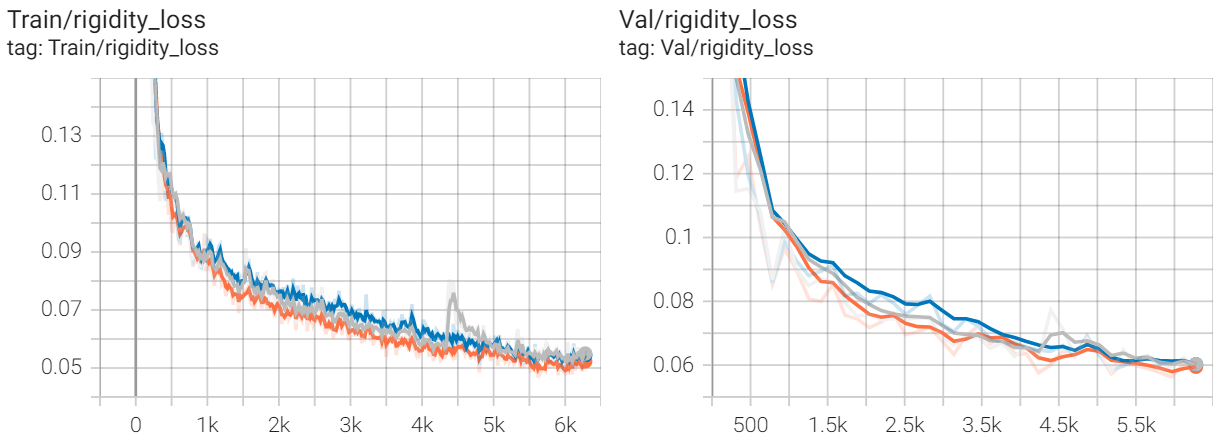 Train/rigidity_loss
tag: Train/rigidity_loss
0.13
0.11
0.09
0.07
0.05
0 1k 2k 3k 4k 5k 6k
Val/rigidity_loss
tag: Val/rigidity_loss
0.14
0.12
0.1
0.08
0.06
500 1.5k 2.5k 3.5k 4.5k 5.5k